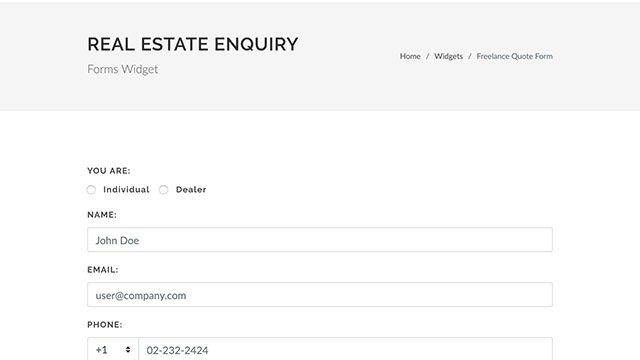 REAL ESTATE ENQUIRY
Forms Widget
Home / Widgets / Freelance Quote Form
YOU ARE:
Individual Dealer
NAME:
John Doe
EMAIL:
user@company.com
PHONE:
+1 02-232-2424